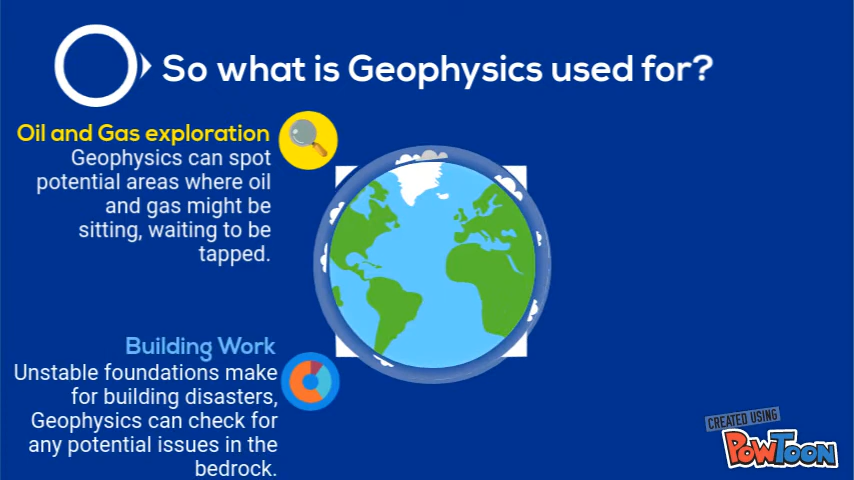 So what is Geophysics used for?
Oil and Gas exploration
Geophysics can spot
potential areas where oil
and gas might be
sitting, waiting to be
tapped.
Building Work
Unstable foundations make
for building disasters,
Geophysics can check for
any potential issues in the
bedrock.
CREATED USING
POWTOON